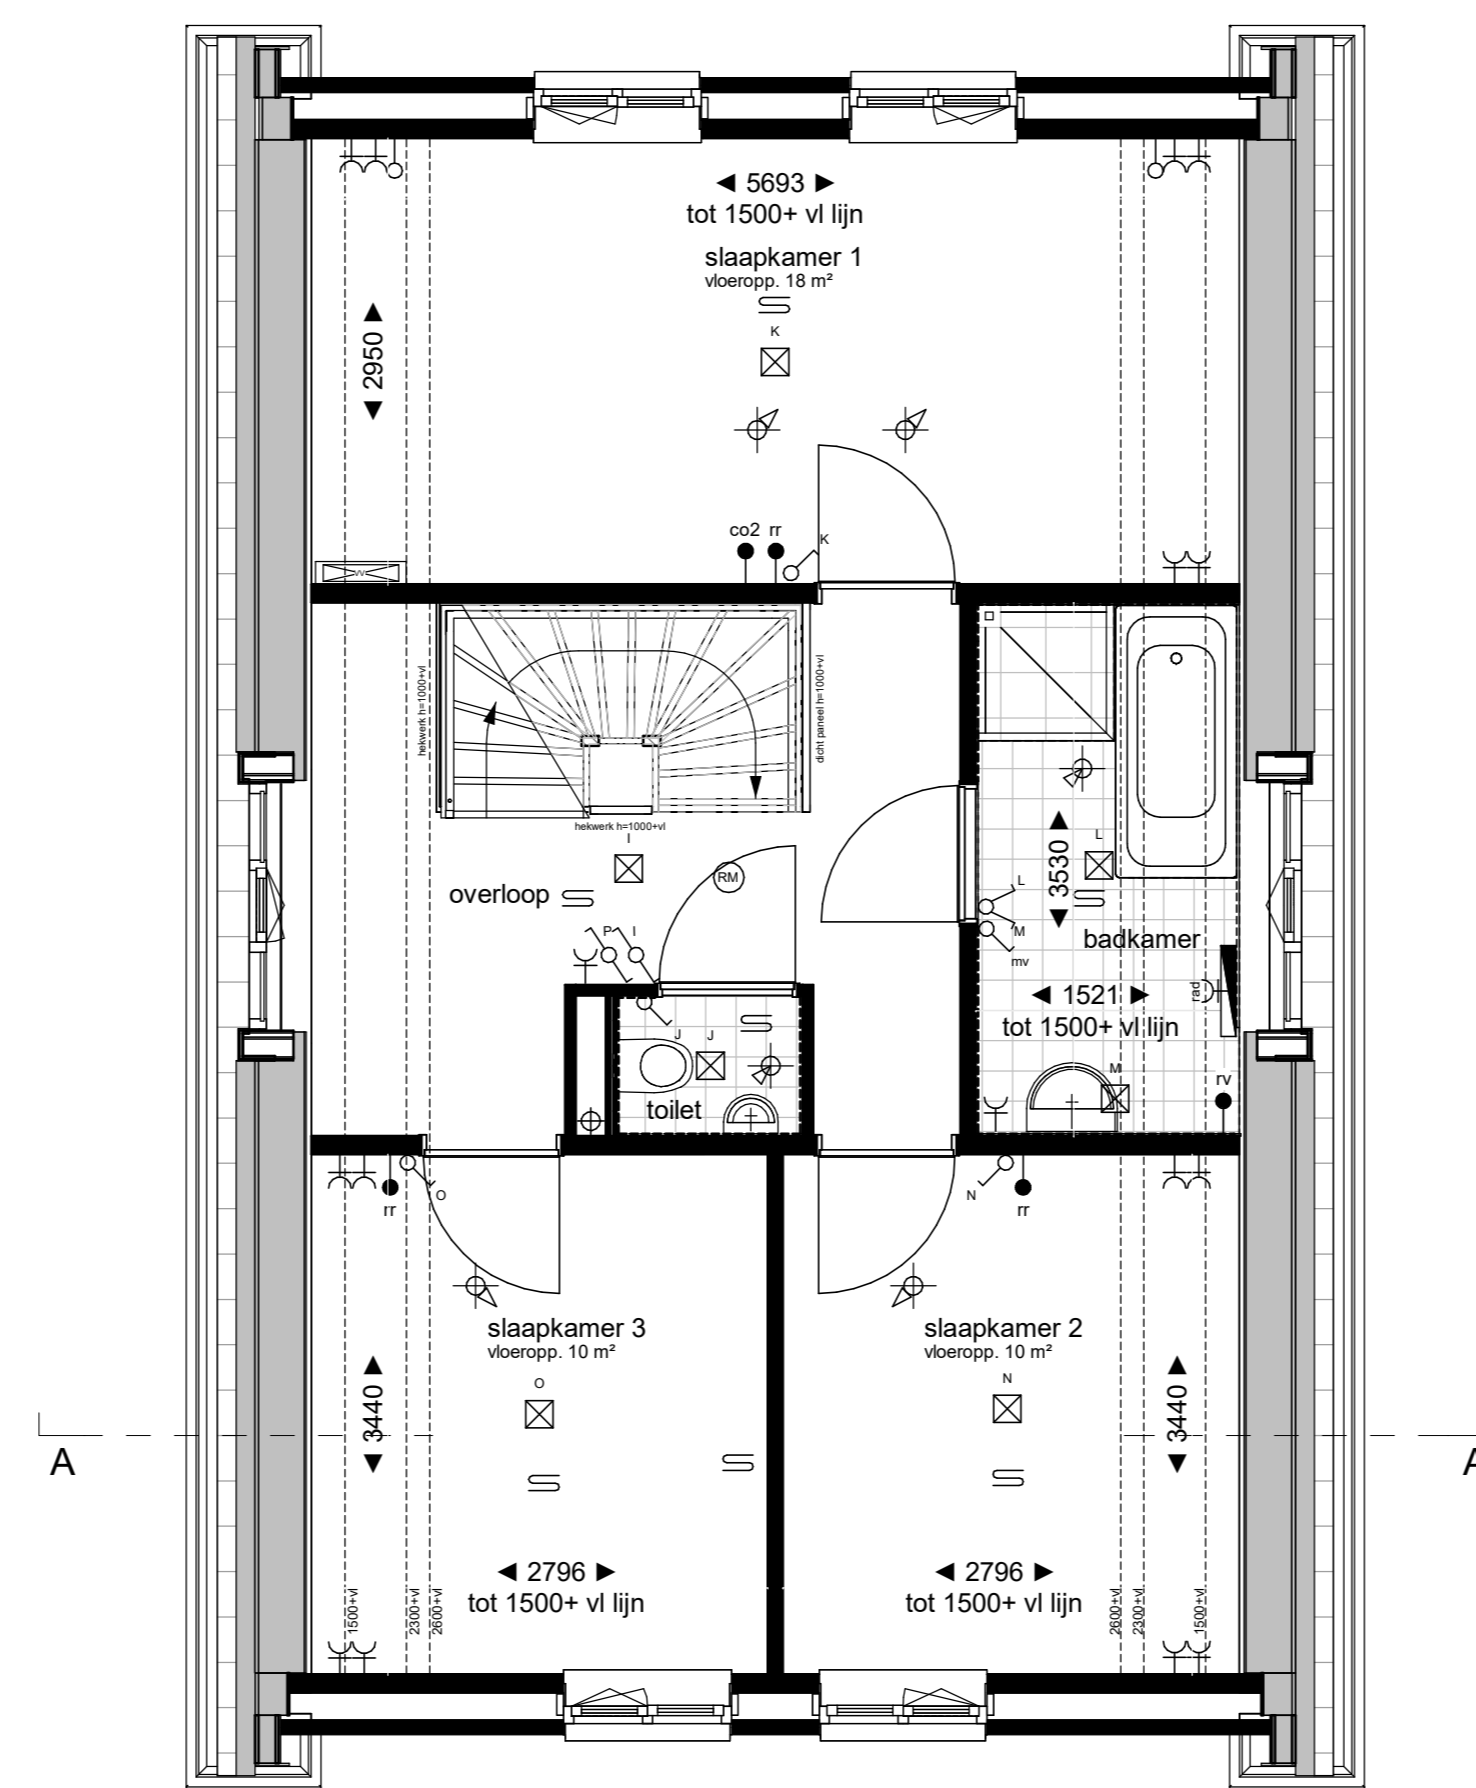 ◄ 5693 ►
tot 1500+ vl lijn
slaapkamer 1
vloeropp. 18 m²
K
◄ 2950 ►
co2 rr
K
hekwerk h=1000+vl
dicht paneel h=1000+vl
hekwerk h=1000+vl
I
RM
overloop
L
◄ 3530 ►
L
P I
M
badkamer
mv
◄ 1521 ►
rad
tot 1500+ vl lijn
J J
M
rv
toilet
O
rr
N
rr
slaapkamer 3
vloeropp. 10 m²
slaapkamer 2
vloeropp. 10 m²
O
N
◄ 3440 ►
◄ 3440 ►
A
A
◄ 2796 ►
tot 1500+ vl lijn
◄ 2796 ►
tot 1500+ vl lijn
1500+vl
2300+vl
2600+vl
2600+vl
2300+vl
1500+vl